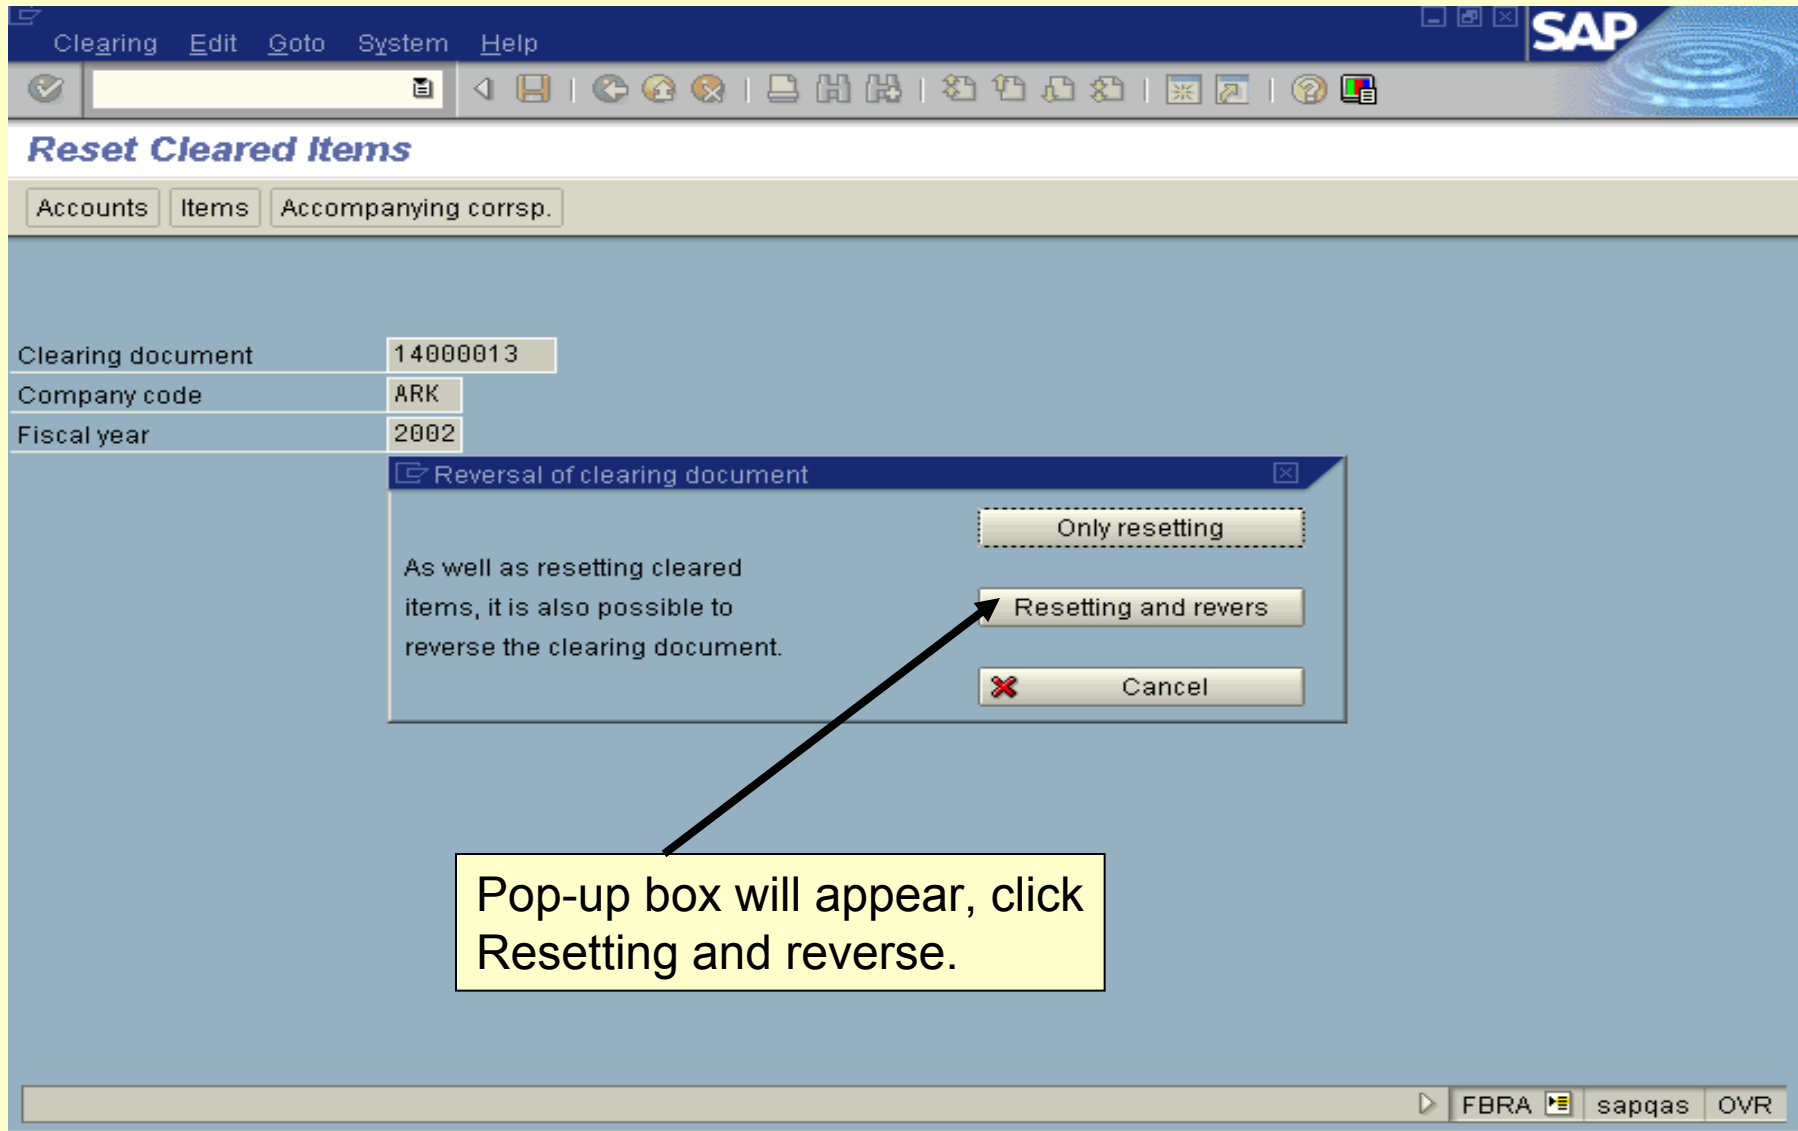 SAP
Clearing Edit Goto System Help
Reset Cleared Items
Accounts Items Accompanying corrsp.
Clearing document 14000013
Company code ARK
Fiscal year 2002
Reversal of clearing document
Only resetting
As well as resetting cleared
items, it is also possible to
reverse the clearing document.
Resetting and revers
Cancel
Pop-up box will appear, click
Resetting and reverse.
FBRA sapqas OVR